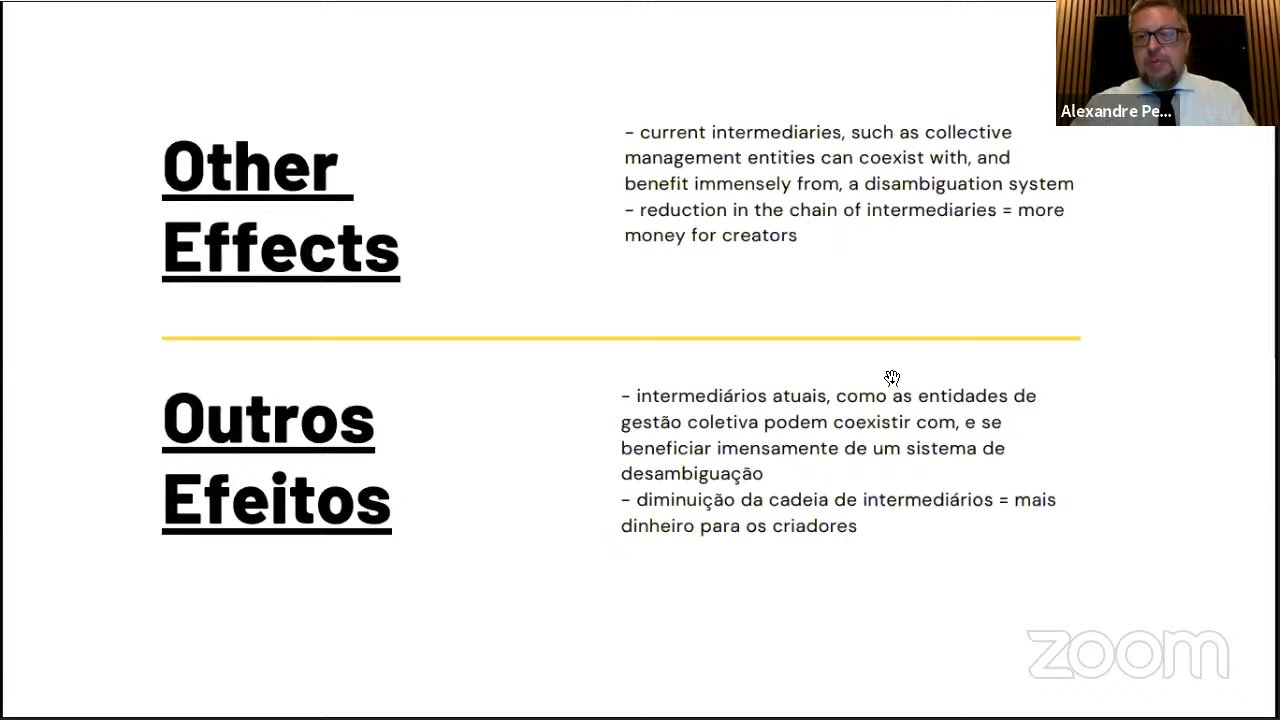 Alexandre Pe...
Other
Effects
- current intermediaries, such as collective
management entities can coexist with, and
benefit immensely from, a disambiguation system
- reduction in the chain of intermediaries = more
money for creators
Outros
Efeitos
- intermediários atuais, como as entidades de
gestão coletiva podem coexistir com, e se
beneficiar imensamente de um sistema de
desambiguação
- diminuição da cadeia de intermediários = mais
dinheiro para os criadores
zoom